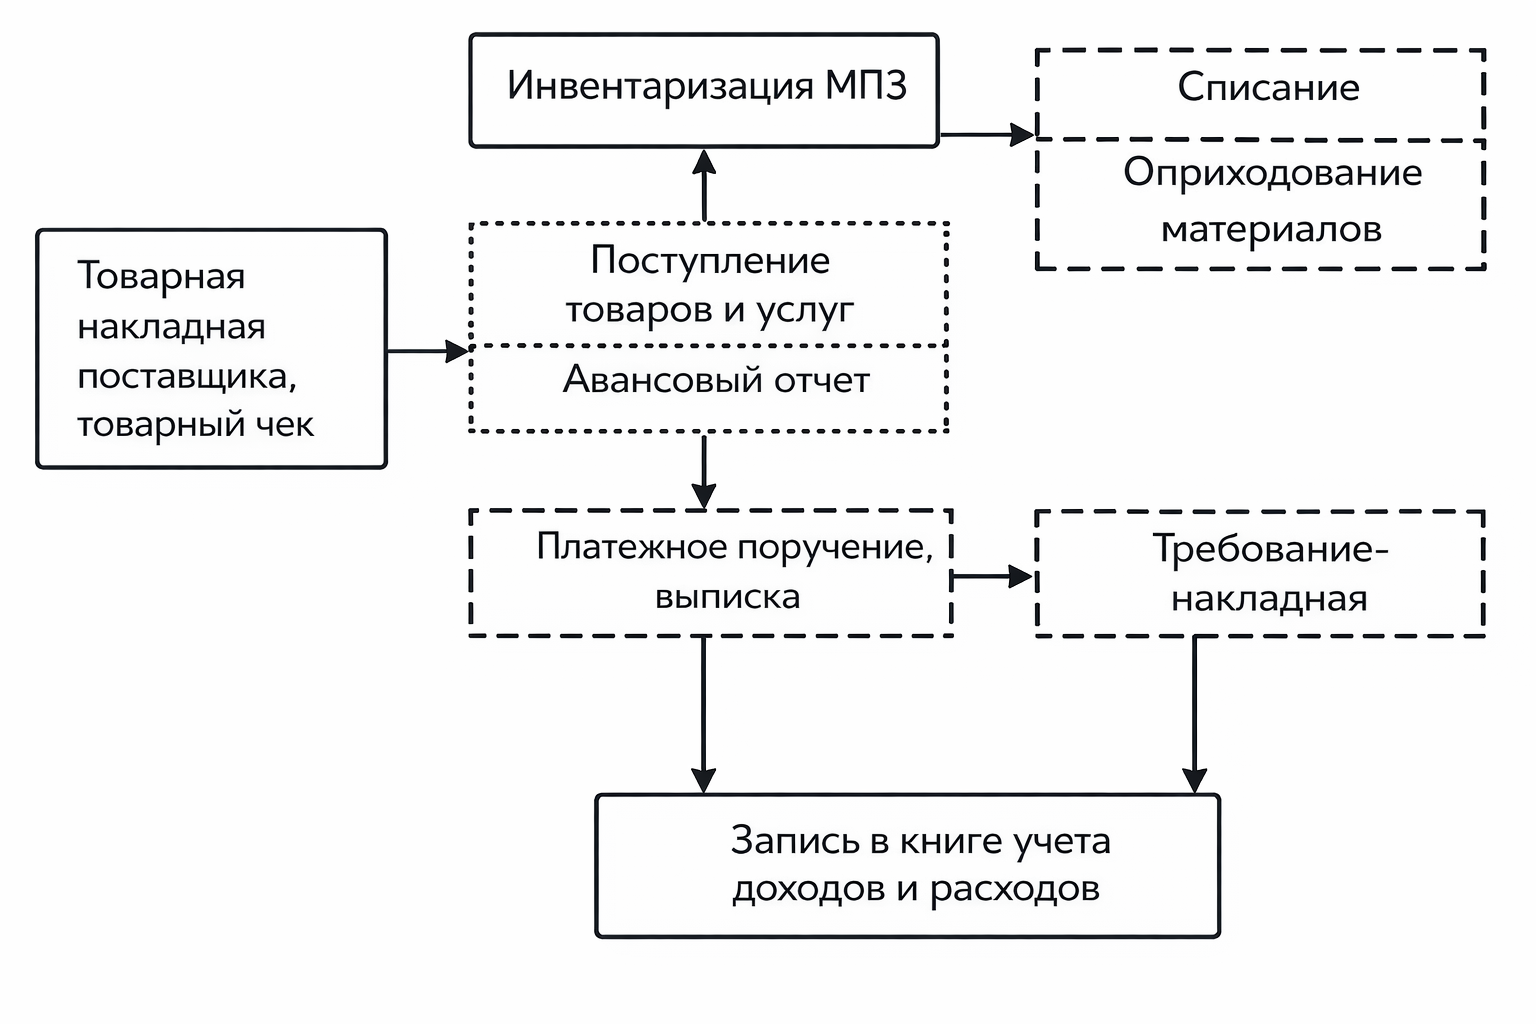 Инвентаризация МПЗ
Списание
Оприходование
материалов
Товарная
накладная
поставщика,
товарный чек
Поступление
товаров и услуг
Авансовый отчет
Платежное поручение,
выписка
Требование-
накладная
Запись в книге учета
доходов и расходов